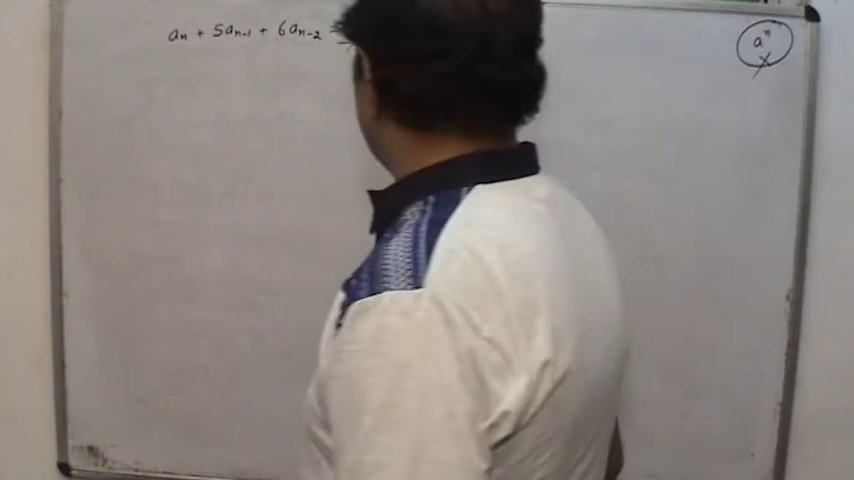 aₙ + 5aₙ₋₁ + 6aₙ₋₂ =
aⁿ